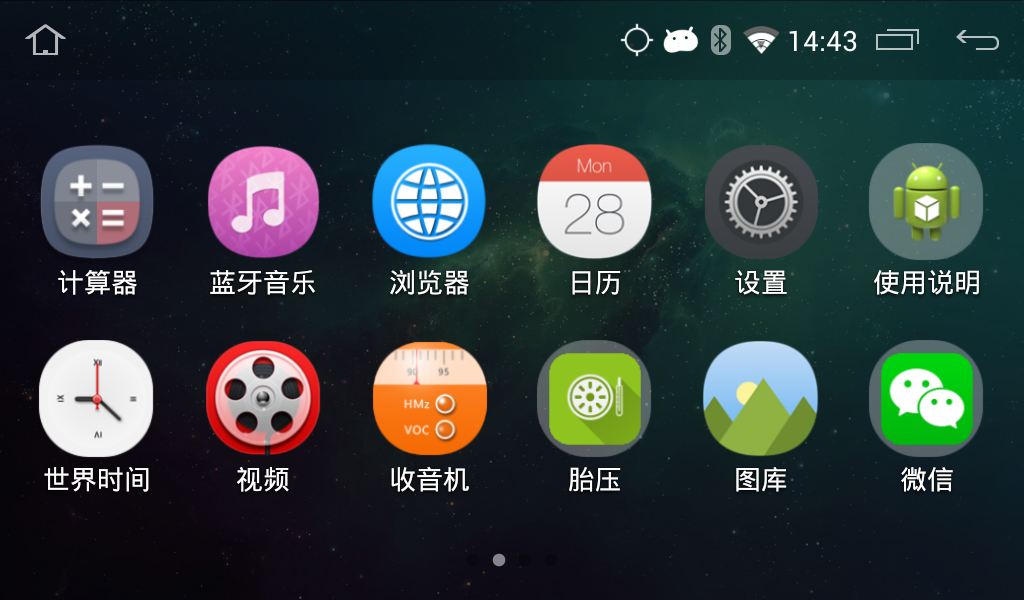 14:43
Mon
28
计算器
蓝牙音乐
浏览器
日历
设置
使用说明
XII
III
VI
IX
90 95
HMz
VOC
世界时间
视频
收音机
胎压
图库
微信